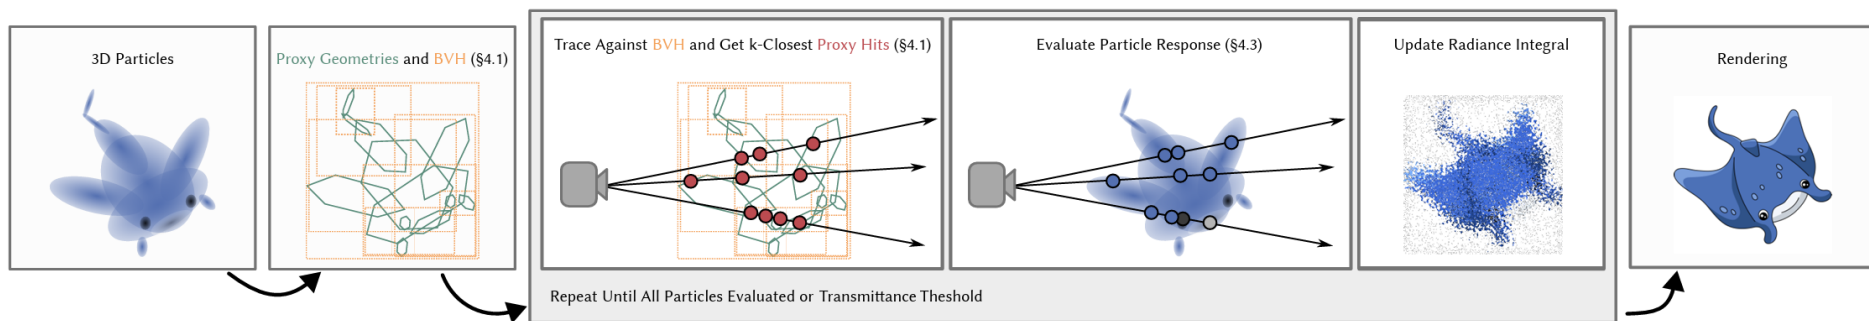 3D Particles
Proxy Geometries and BVH (§4.1)
Trace Against BVH and Get k-Closest Proxy Hits (§4.1)
Evaluate Particle Response (§4.3)
Update Radiance Integral
Rendering
Repeat Until All Particles Evaluated or Transmittance Theshold